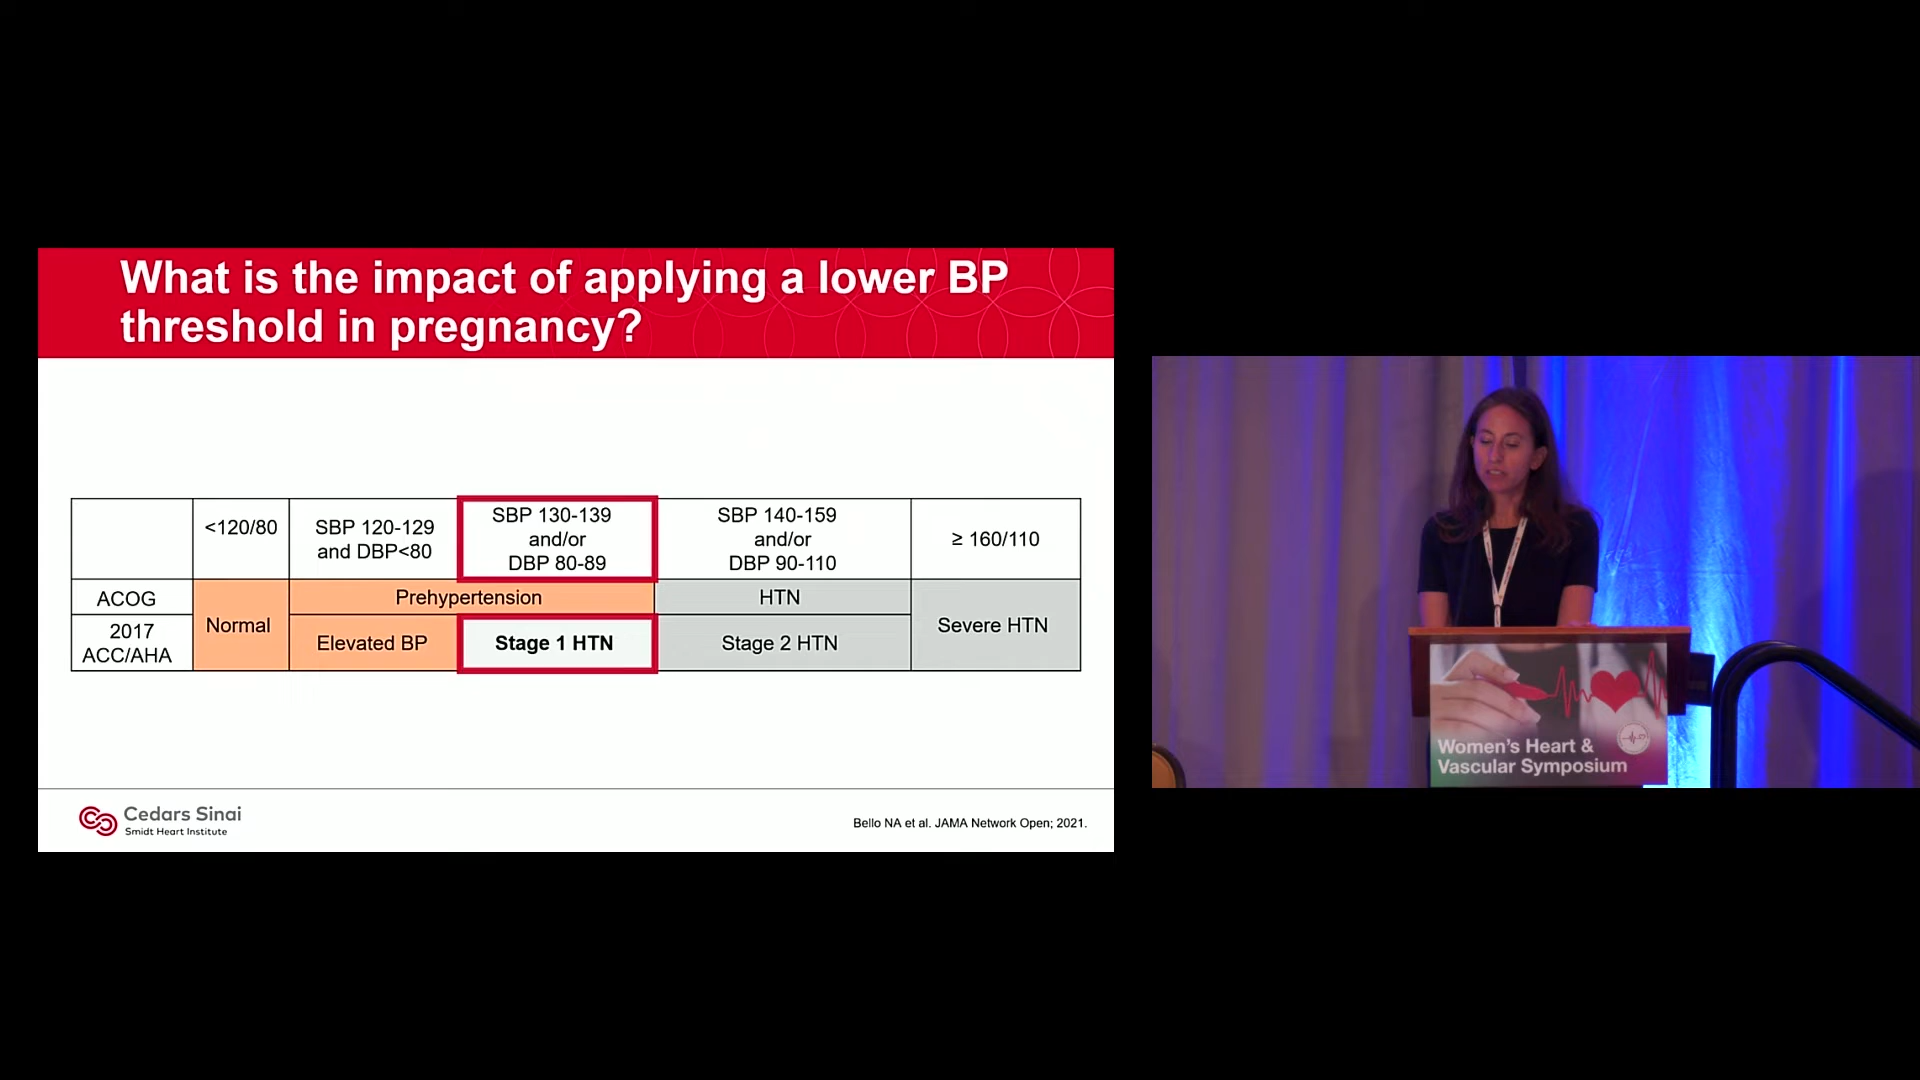 What is the impact of applying a lower BP
threshold in pregnancy?
<120/80
SBP 120-129
and DBP<80
SBP 130-139
and/or
DBP 80-89
SBP 140-159
and/or
DBP 90-110
≥ 160/110
ACOG
Normal
Prehypertension
HTN
Severe HTN
2017
ACC/AHA
Elevated BP
Stage 1 HTN
Stage 2 HTN
Cedars Sinai
Smidt Heart Institute
Bello NA et al. JAMA Network Open; 2021.
Women's Heart &
Vascular Symposium